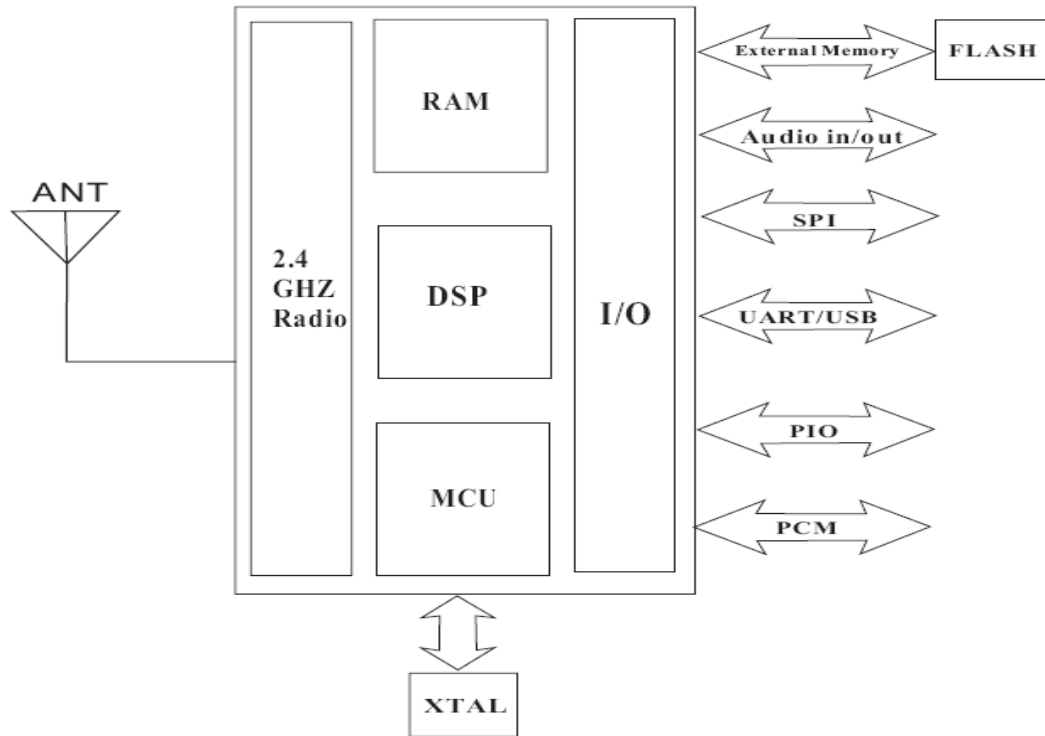 ANT
2.4
GHZ
Radio
RAM
DSP
MCU
I/O
External Memory
FLASH
Audio in/out
SPI
UART/USB
PIO
PCM
XTAL